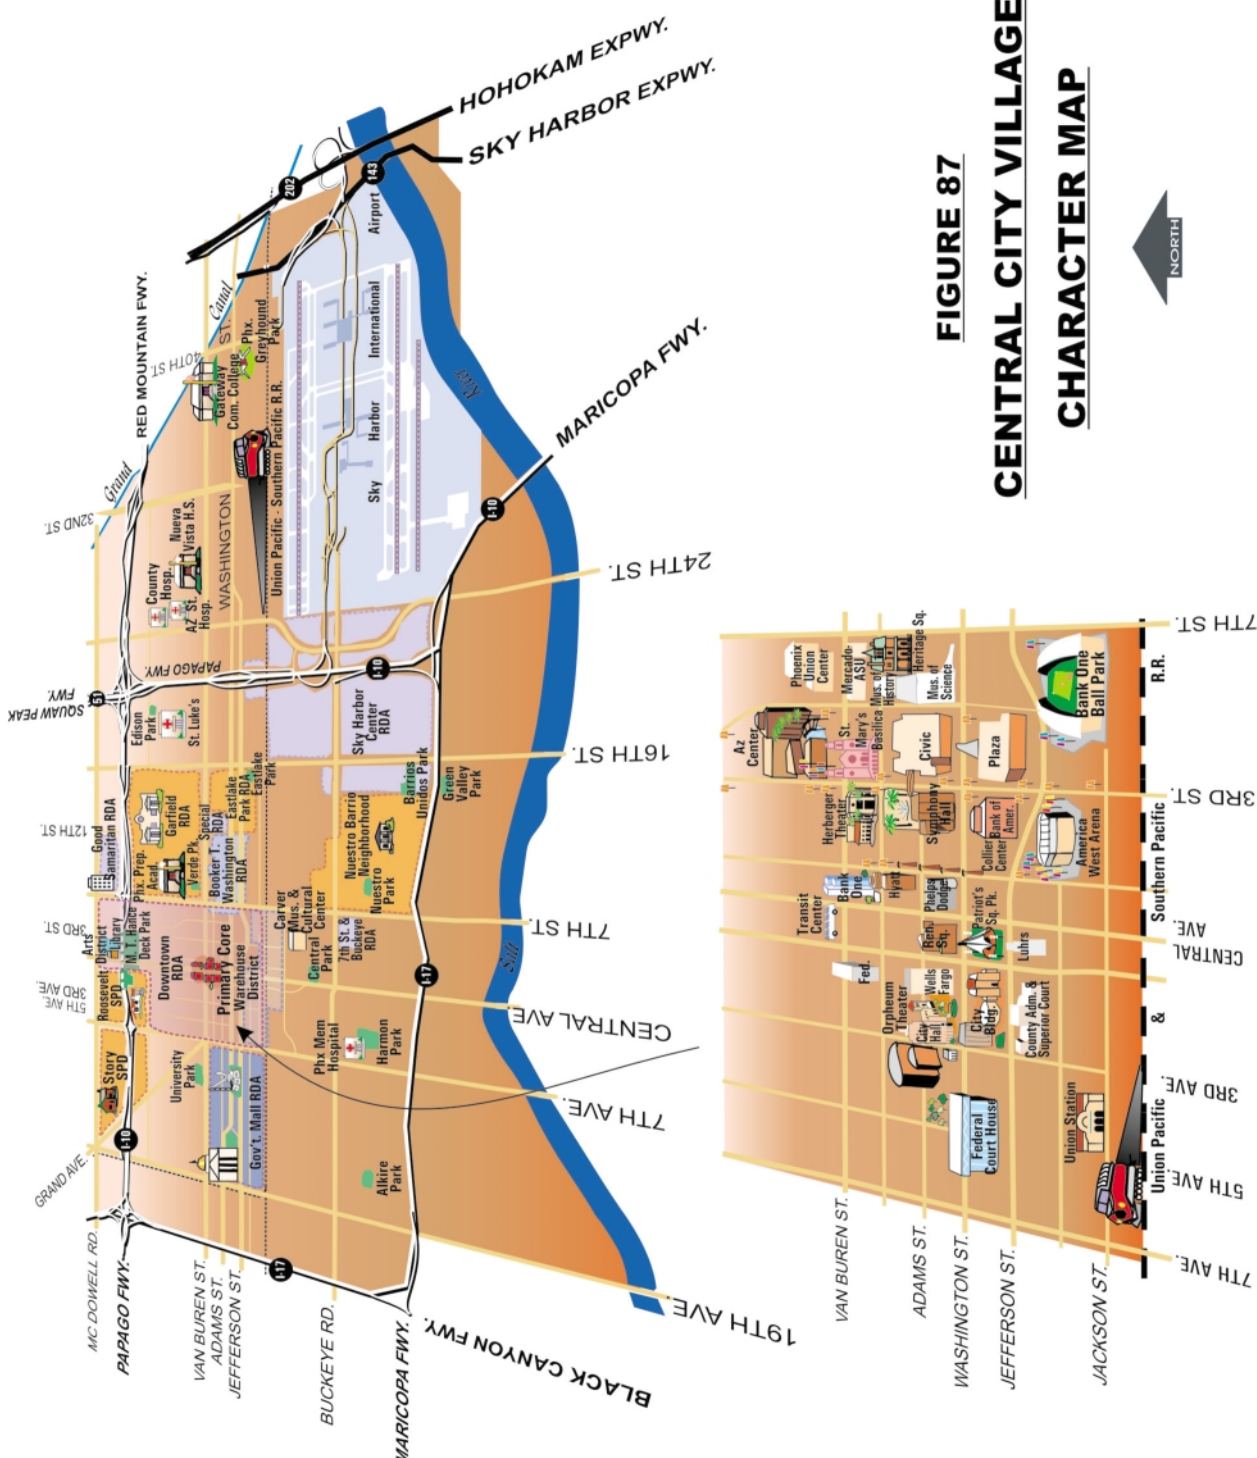 FIGURE 87
CENTRAL CITY VILLAGE
CHARACTER MAP
NORTH
MC DOWELL RD.
PAPAGO FWY.
VAN BUREN ST.
ADAMS ST.
JEFFERSON ST.
BUCKEYE RD.
MARICOPA FWY.
BLACK CANYON FWY.
19TH AVE.
7TH AVE.
CENTRAL AVE.
7TH ST.
16TH ST.
24TH ST.
MARICOPA FWY.
SKY HARBOR EXPWY.
HOHOKAM EXPWY.
RED MOUNTAIN FWY.
GRAND AVE.
5TH AVE.
3RD AVE.
3RD ST.
12TH ST.
SQUAW PEAK
FWY.
51
32ND ST.
Grand
Canal
40TH ST.
202
143
I-10
I-17
I-10
I-10
I-17
PAPAGO FWY.
WASHINGTON
ST.
Story
SPD
Roosevelt
SPD
Arts
District
Library
M. T. Hance
Deck Park
Good
Samaritan RDA
Phx. Prep.
Acad.
Garfield
RDA
Verde Pk.
Special
RDA
Booker T.
Washington
RDA
Eastlake
Park RDA
Eastlake
Park
Edison
Park
St. Luke's
County
Hosp.
AZ St.
Hosp.
Nueva
Vista H.S.
Gateway
Com. College
Phx.
Greyhound
Park
Union Pacific - Southern Pacific R.R.
University
Park
Gov't. Mall RDA
Downtown
RDA
Primary Core
Warehouse
District
Carver
Mus. &
Cultural
Center
Central
Park
7th St. &
Buckeye
RDA
Nuestro Barrio
Neighborhood
Nuestro
Park
Barrios
Unidos Park
Green
Valley
Park
Sky Harbor
Center
RDA
Sky
Harbor
International
Airport
Phx Mem
Hospital
Harmon
Park
Alkire
Park
Salt
River
VAN BUREN ST.
ADAMS ST.
WASHINGTON ST.
JEFFERSON ST.
JACKSON ST.
7TH AVE.
5TH AVE.
3RD AVE.
CENTRAL
AVE
3RD ST.
7TH ST.
Union Pacific
&
Southern Pacific
R.R.
Transit
Center
Fed.
Orpheum
Theater
City
Hall
Wells
Fargo
City
Bldg.
County Adm. &
Superior Court
Federal
Court House
Union Station
Bank
One
Hyatt
Phelps
Dodge
Ren.
Sq.
Patriot's
Sq. Pk.
Luhrs
Herberger
Theater
Symphony
Hall
Collier
Center
Bank of
Amer.
America
West Arena
Az
Center
St.
Mary's
Basilica
Civic
Plaza
Phoenix
Union
Center
Mercado-
ASU
Mus. of
History
Heritage Sq.
Mus. of
Science
Bank One
Ball Park